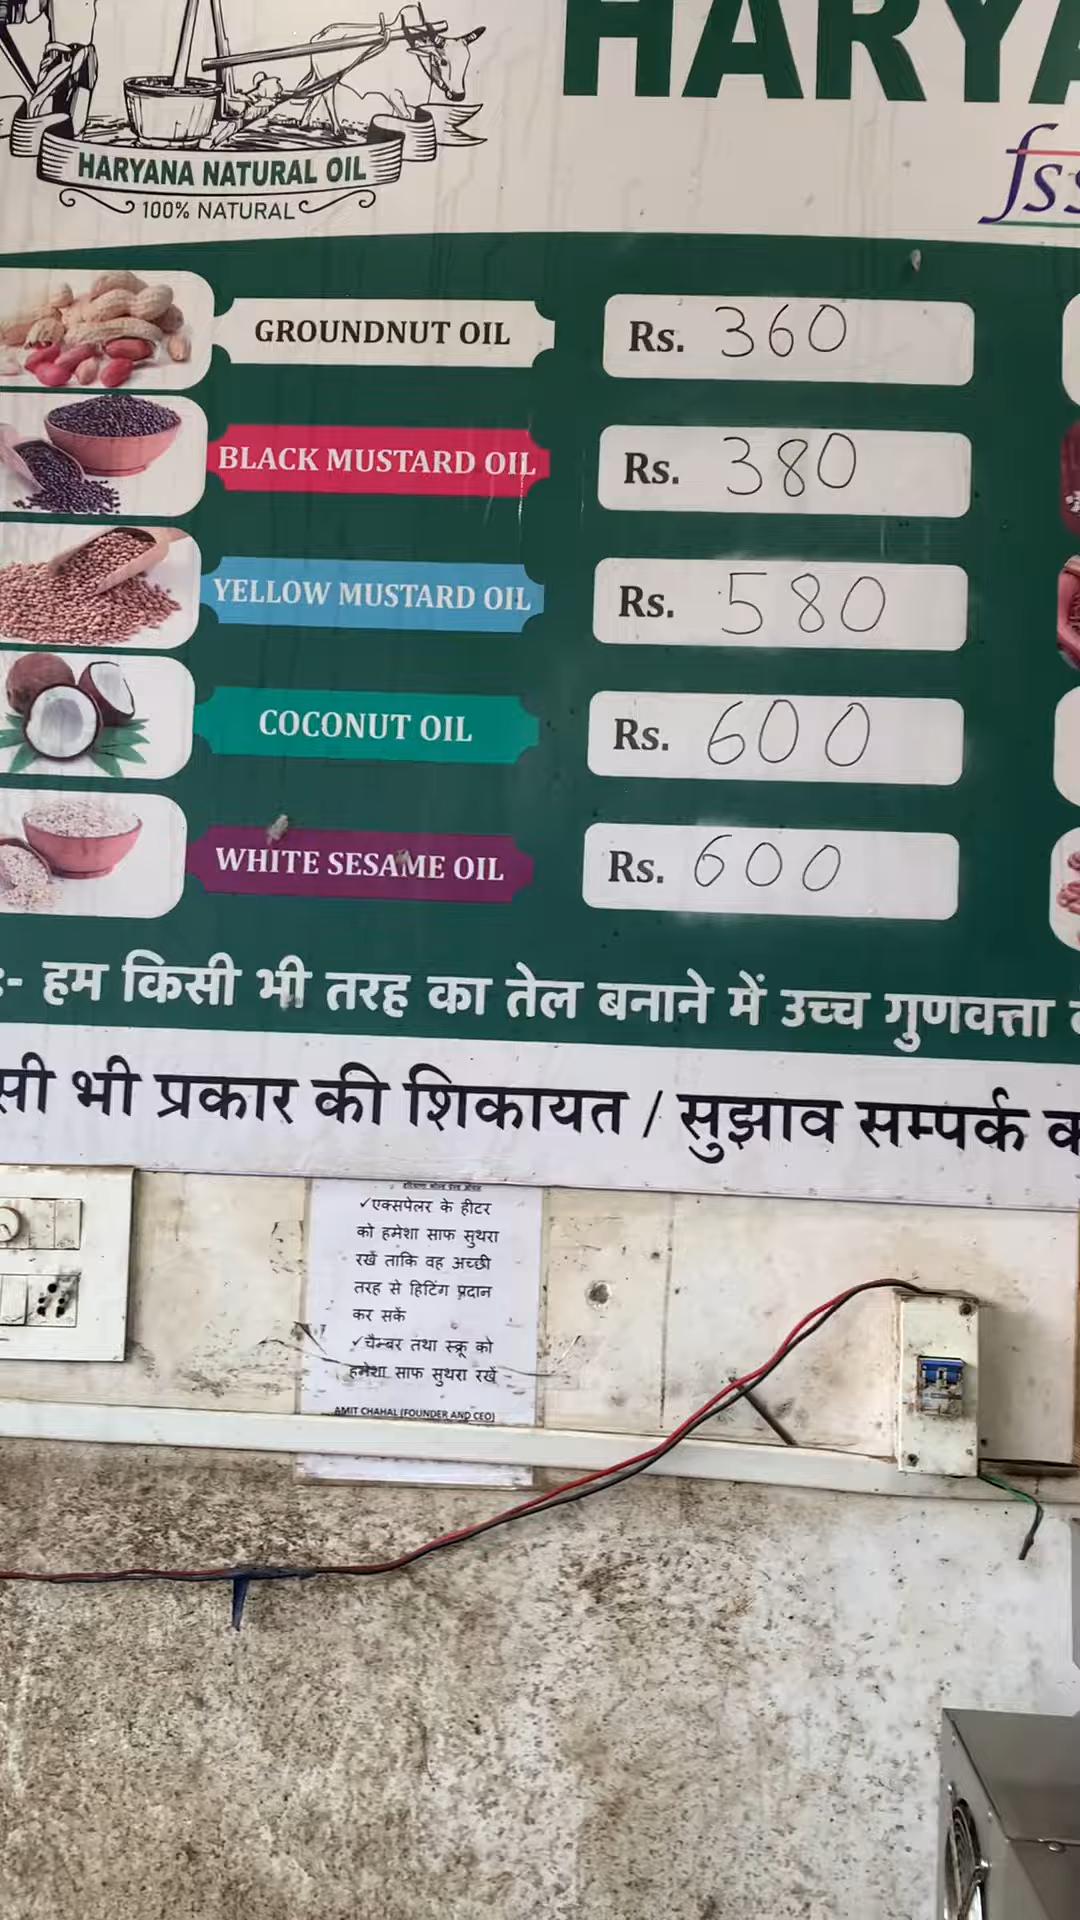 HARYA
HARYANA NATURAL OIL
100% NATURAL
fss
GROUNDNUT OIL Rs. 360
BLACK MUSTARD OIL Rs. 380
YELLOW MUSTARD OIL Rs. 580
COCONUT OIL Rs. 600
WHITE SESAME OIL Rs. 600
:- हम किसी भी तरह का तेल बनाने में उच्च गुणवत्ता
सी भी प्रकार की शिकायत / सुझाव सम्पर्क क
✓एक्सपेलर के हीटर
को हमेशा साफ सुथरा
रखें ताकि वह अच्छी
तरह से हिटिंग प्रदान
कर सकें
✓चैम्बर तथा स्क्रू को
हमेशा साफ सुथरा रखें
AMIT CHAHAL (FOUNDER AND CEO)